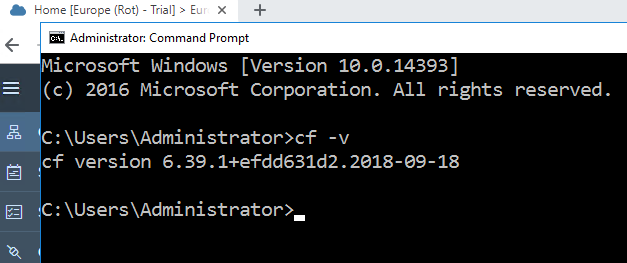 Home [Europe (Rot) - Trial] > Eur
Administrator: Command Prompt
Microsoft Windows [Version 10.0.14393]
(c) 2016 Microsoft Corporation. All rights reserved.
C:\Users\Administrator>cf -v
cf version 6.39.1+efdd631d2.2018-09-18
C:\Users\Administrator>